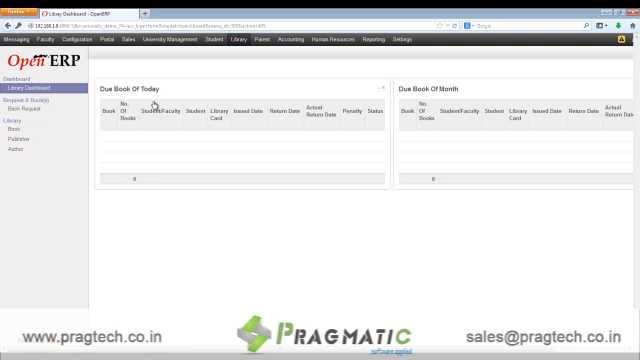 Firefox
Library Dashboard - OpenERP
Google
Messaging Faculty Configuration Portal Sales University Management Student Library Parent Accounting Human Resources Reporting Settings
Open ERP
Dashboard
Library Dashboard
Request A Book(s)
Book Request
Library
Book
Publisher
Author
Due Book Of Today
Book No. Of Books Student/Faculty Student Library Card Issued Date Return Date Actual Return Date Penalty Status
0
Due Book Of Month
Book No. Of Books Student/Faculty Student Library Card Issued Date Return Date Actual Return Date
0
www.pragtech.co.in
PRAGMATIC
software applied
sales@pragtech.co.in